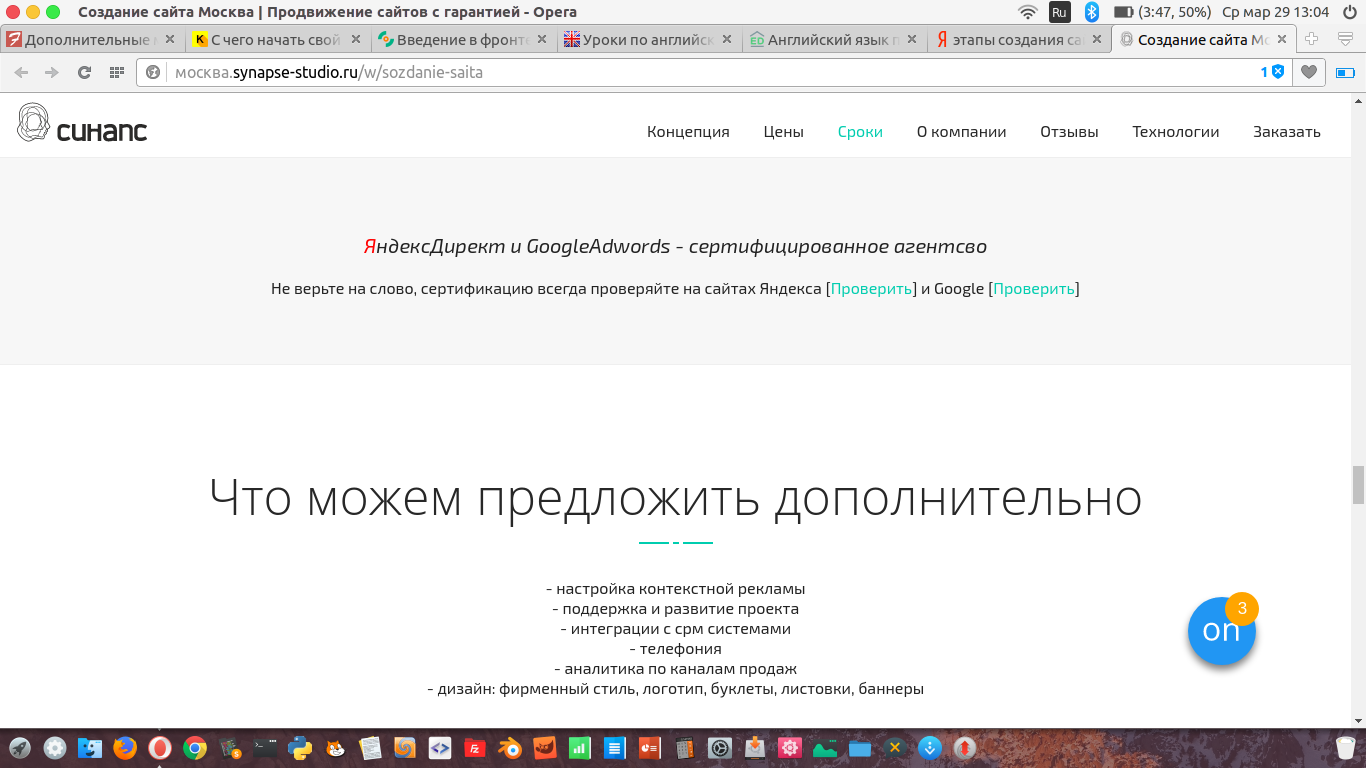 Создание сайта Москва | Продвижение сайтов с гарантией - Opera
Ru
(3:47, 50%)
Ср мар 29 13:04
Дополнительные
С чего начать свой
Введение в фронте
Уроки по английск
Английский язык п
этапы создания са
Создание сайта Мо
москва.synapse-studio.ru/w/sozdanie-saita
1
синапс
Концепция
Цены
Сроки
О компании
Отзывы
Технологии
Заказать
ЯндексДирект и GoogleAdwords - сертифицированное агентсво
Не верьте на слово, сертификацию всегда проверяйте на сайтах Яндекса [Проверить] и Google [Проверить]
Что можем предложить дополнительно
- настройка контекстной рекламы
- поддержка и развитие проекта
- интеграции с срм системами
- телефония
- аналитика по каналам продаж
- дизайн: фирменный стиль, логотип, буклеты, листовки, баннеры
on
3